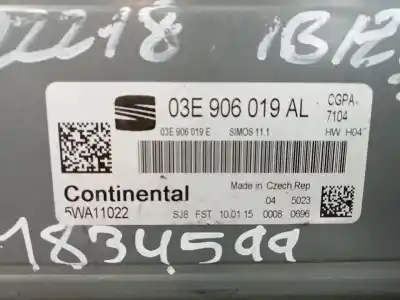 03E 906 019 AL
CGPA
7104
03E 906 019 E SIMOS 11.1 HW H04
Continental
Made in Czech Rep
5WA11022
04 5023
SJ8 FST 10.01.15 0008 0696
1834599